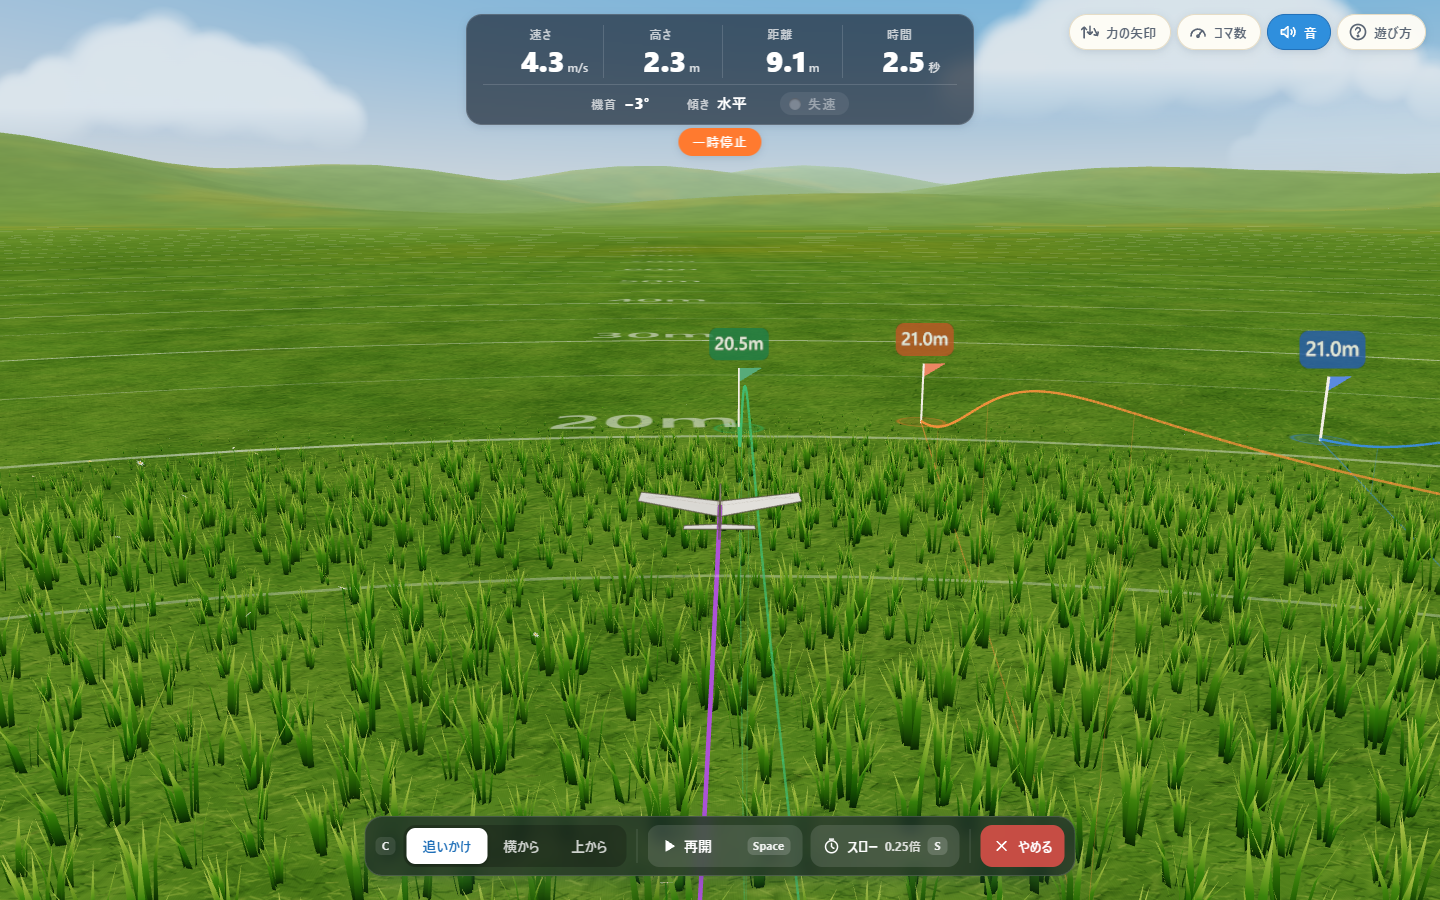 速さ 高さ 距離 時間
4.3 m/s 2.3 m 9.1 m 2.5 秒
機首 −3° 傾き 水平 失速
一時停止
力の矢印 コマ数 音 遊び方
30m
20.5m 21.0m 21.0m
20m
C 追いかけ 横から 上から 再開 Space スロー 0.25倍 S やめる